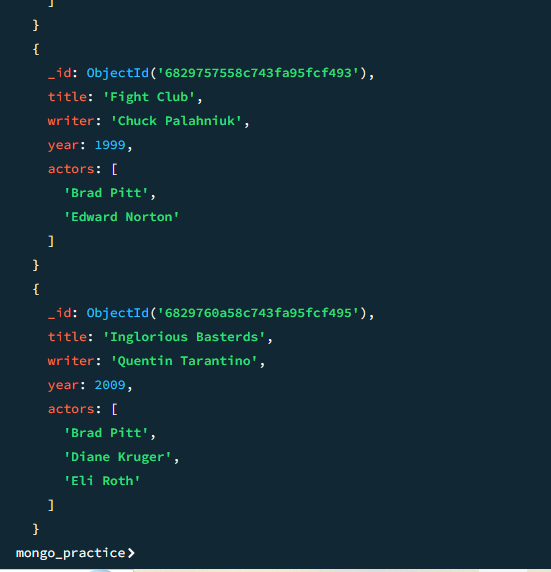 ]
}
{
_id: ObjectId('6829757558c743fa95fcf493'),
title: 'Fight Club',
writer: 'Chuck Palahniuk',
year: 1999,
actors: [
'Brad Pitt',
'Edward Norton'
]
}
{
_id: ObjectId('6829760a58c743fa95fcf495'),
title: 'Inglorious Basterds',
writer: 'Quentin Tarantino',
year: 2009,
actors: [
'Brad Pitt',
'Diane Kruger',
'Eli Roth'
]
}
mongo_practice>